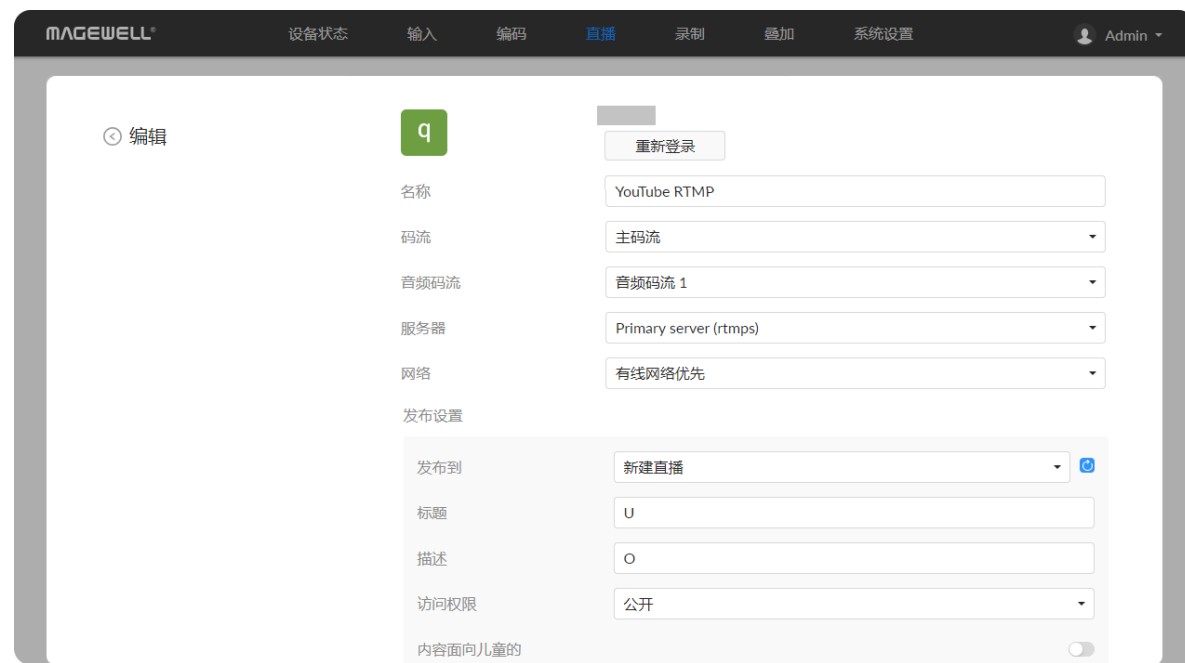 MAGEWELL® 设备状态 输入 编码 直播 录制 叠加 系统设置 Admin
编辑
q
重新登录
名称 YouTube RTMP
码流 主码流
音频码流 音频码流 1
服务器 Primary server (rtmps)
网络 有线网络优先
发布设置
发布到 新建直播
标题 U
描述 O
访问权限 公开
内容面向儿童的